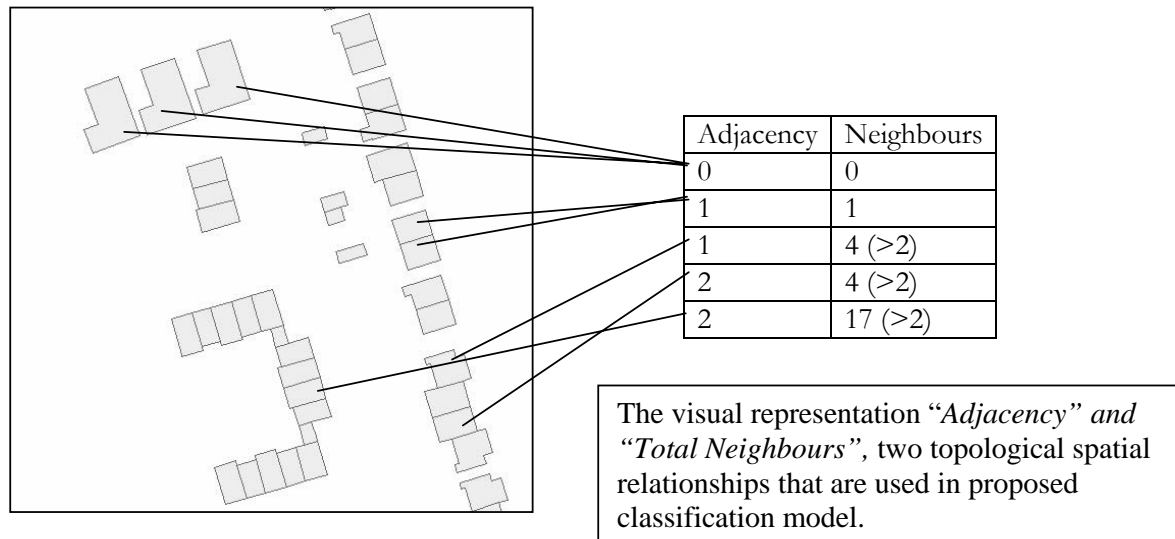 Adjacency Neighbours
0 0
1 1
1 4 (>2)
2 4 (>2)
2 17 (>2)
The visual representation “Adjacency” and
“Total Neighbours”, two topological spatial
relationships that are used in proposed
classification model.